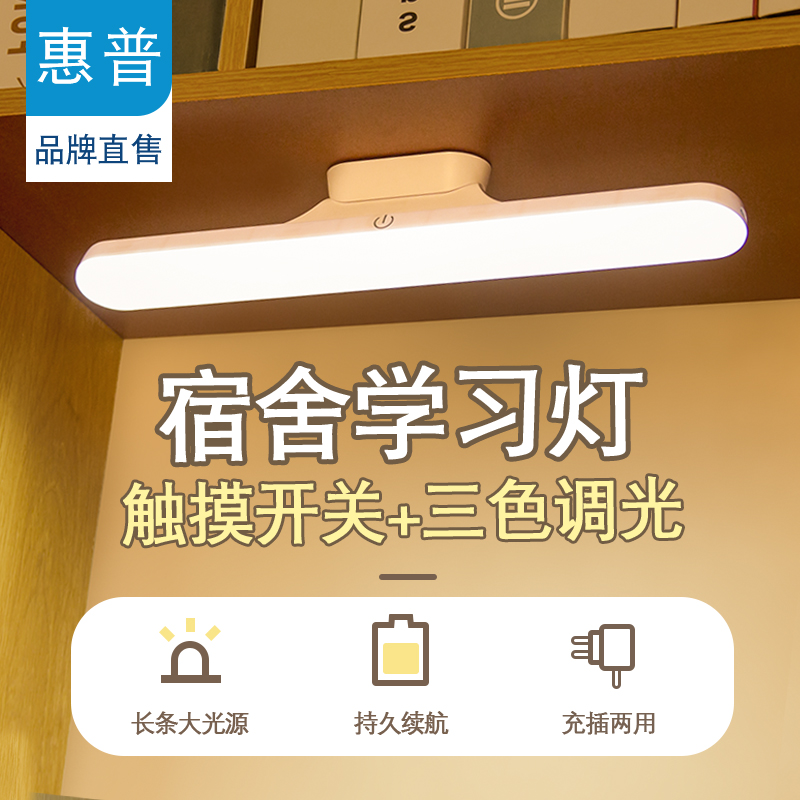 惠普
品牌直售
宿舍学习灯
触摸开关+三色调光
长条大光源
持久续航
充插两用